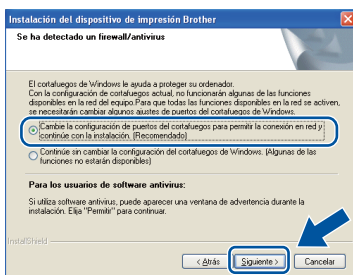 Instalación del dispositivo de impresión Brother
Se ha detectado un firewall/antivirus
El cortafuegos de Windows le ayuda a proteger su ordenador.
Con la configuración de cortafuegos actual, no funcionarán algunas de las funciones
disponibles en la red del equipo.Para que todas las funciones disponibles en la red se activen,
se necesitarán cambiar algunos ajustes de puertos del cortafuegos de Windows.
Cambie la configuración de puertos del cortafuegos para permitir la conexión en red y
continúe con la instalación. (Recomendado)
Continúe sin cambiar la configuración del cortafuegos de Windows. (Algunas de las
funciones no estarán disponibles)
Para los usuarios de software antivirus:
Si utiliza software antivirus, puede aparecer una ventana de advertencia durante la
instalación. Elija "Permitir" para continuar.
InstallShield
< Atrás Siguiente > Cancelar